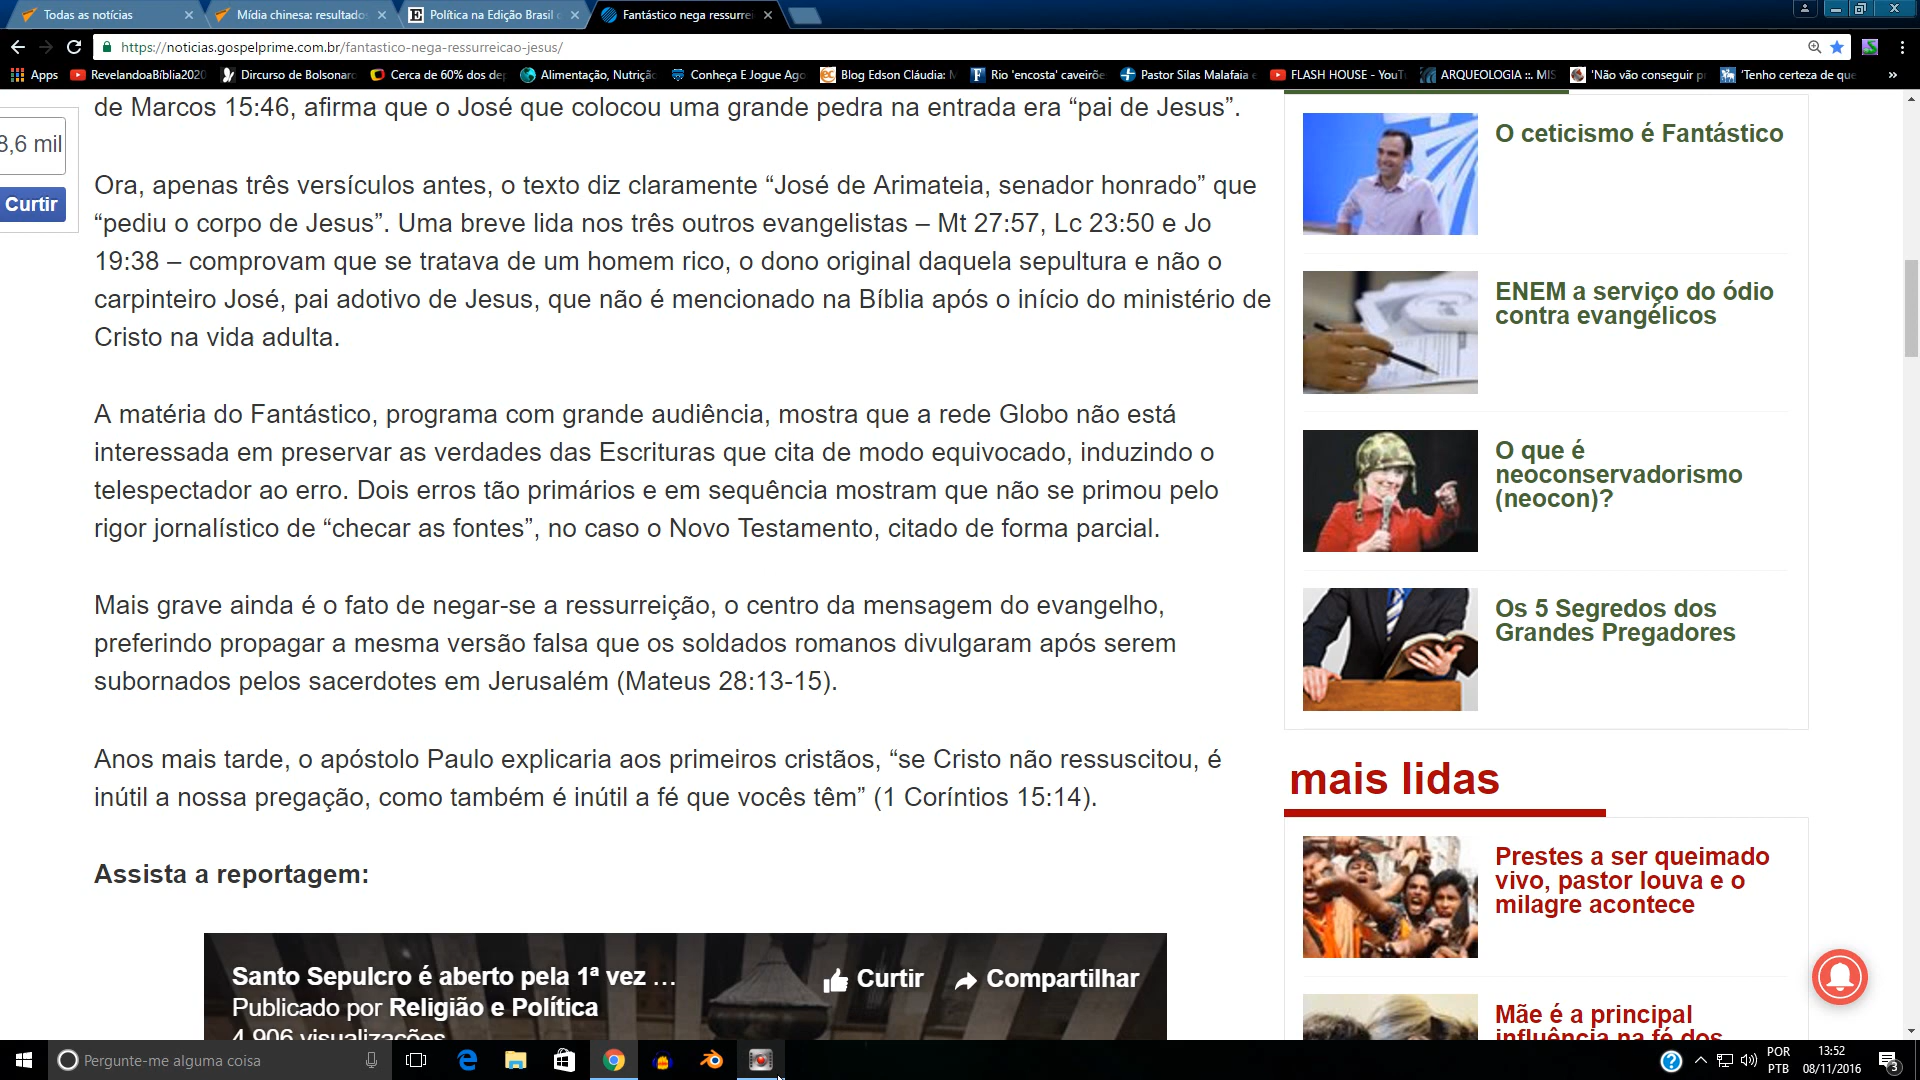 Todas as notícias
Mídia chinesa: resultados
Política na Edição Brasil
Fantástico nega ressurre
https://noticias.gospelprime.com.br/fantastico-nega-ressurreicao-jesus/
Apps
RevelandoaBíblia2020
Dircurso de Bolsonaro
Cerca de 60% dos de
Alimentação, Nutriçã
Conheça E Jogue Ago
Blog Edson Cláudia:
Rio 'encosta' caveirõe
Pastor Silas Malafaia
FLASH HOUSE - YouT
ARQUEOLOGIA ::. MIS
'Não vão conseguir
'Tenho certeza de que
»
de Marcos 15:46, afirma que o José que colocou uma grande pedra na entrada era “pai de Jesus”.
8,6 mil
Curtir
Ora, apenas três versículos antes, o texto diz claramente “José de Arimateia, senador honrado” que
“pediu o corpo de Jesus”. Uma breve lida nos três outros evangelistas – Mt 27:57, Lc 23:50 e Jo
19:38 – comprovam que se tratava de um homem rico, o dono original daquela sepultura e não o
carpinteiro José, pai adotivo de Jesus, que não é mencionado na Bíblia após o início do ministério de
Cristo na vida adulta.
A matéria do Fantástico, programa com grande audiência, mostra que a rede Globo não está
interessada em preservar as verdades das Escrituras que cita de modo equivocado, induzindo o
telespectador ao erro. Dois erros tão primários e em sequência mostram que não se primou pelo
rigor jornalístico de “checar as fontes”, no caso o Novo Testamento, citado de forma parcial.
Mais grave ainda é o fato de negar-se a ressurreição, o centro da mensagem do evangelho,
preferindo propagar a mesma versão falsa que os soldados romanos divulgaram após serem
subornados pelos sacerdotes em Jerusalém (Mateus 28:13-15).
Anos mais tarde, o apóstolo Paulo explicaria aos primeiros cristãos, “se Cristo não ressuscitou, é
inútil a nossa pregação, como também é inútil a fé que vocês têm” (1 Coríntios 15:14).
Assista a reportagem:
Santo Sepulcro é aberto pela 1ª vez …
Publicado por Religião e Política
4.906 visualizações
Curtir
Compartilhar
O ceticismo é Fantástico
ENEM a serviço do ódio
contra evangélicos
O que é
neoconservadorismo
(neocon)?
Os 5 Segredos dos
Grandes Pregadores
mais lidas
Prestes a ser queimado
vivo, pastor louva e o
milagre acontece
Mãe é a principal
influência na fé dos
Pergunte-me alguma coisa
POR
PTB
13:52
08/11/2016
3